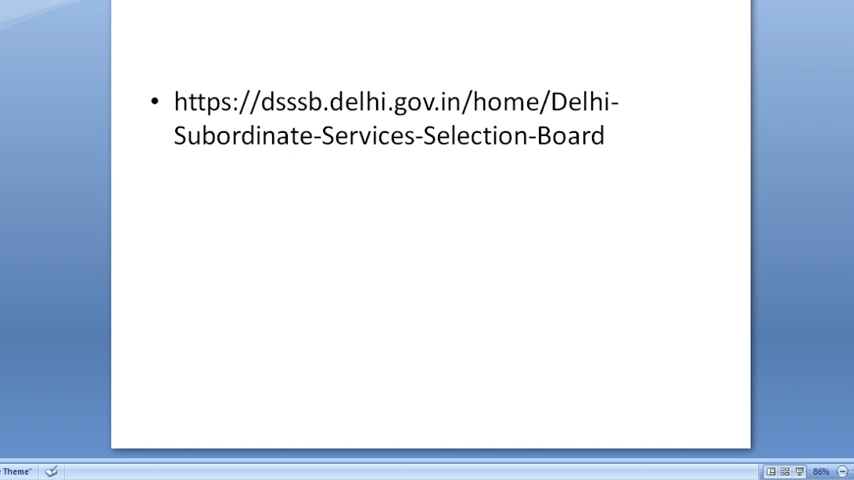 • https://dsssb.delhi.gov.in/home/Delhi-
Subordinate-Services-Selection-Board
Theme"
86%